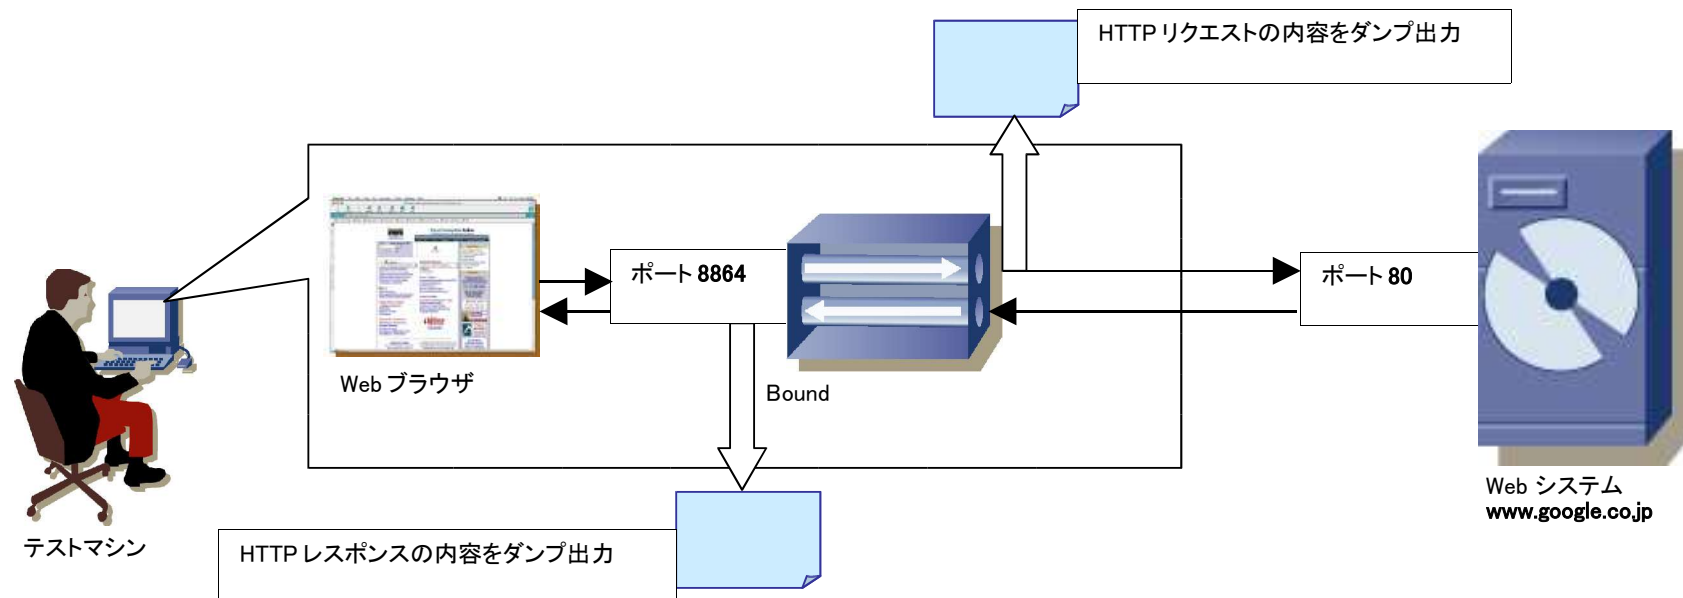 HTTP リクエストの内容をダンプ出力
ポート 8864
ポート 80
Web ブラウザ
Bound
Web システム
www.google.co.jp
テストマシン
HTTP レスポンスの内容をダンプ出力